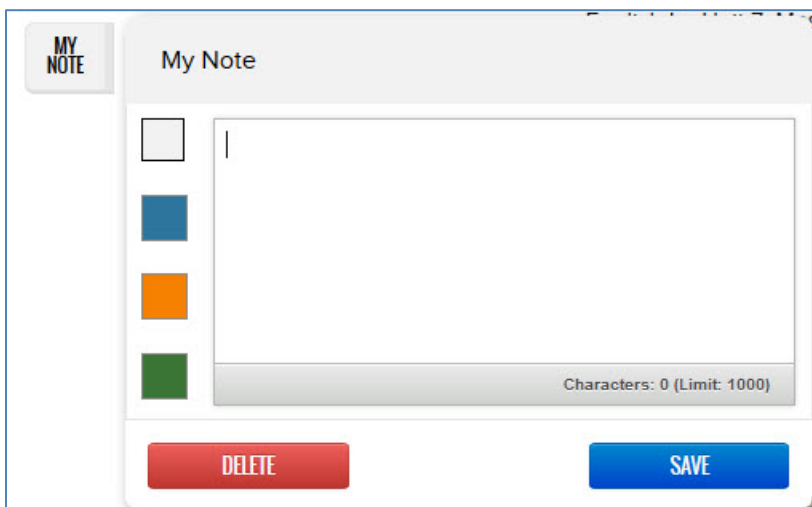 MY
NOTE
My Note
Characters: 0 (Limit: 1000)
DELETE
SAVE